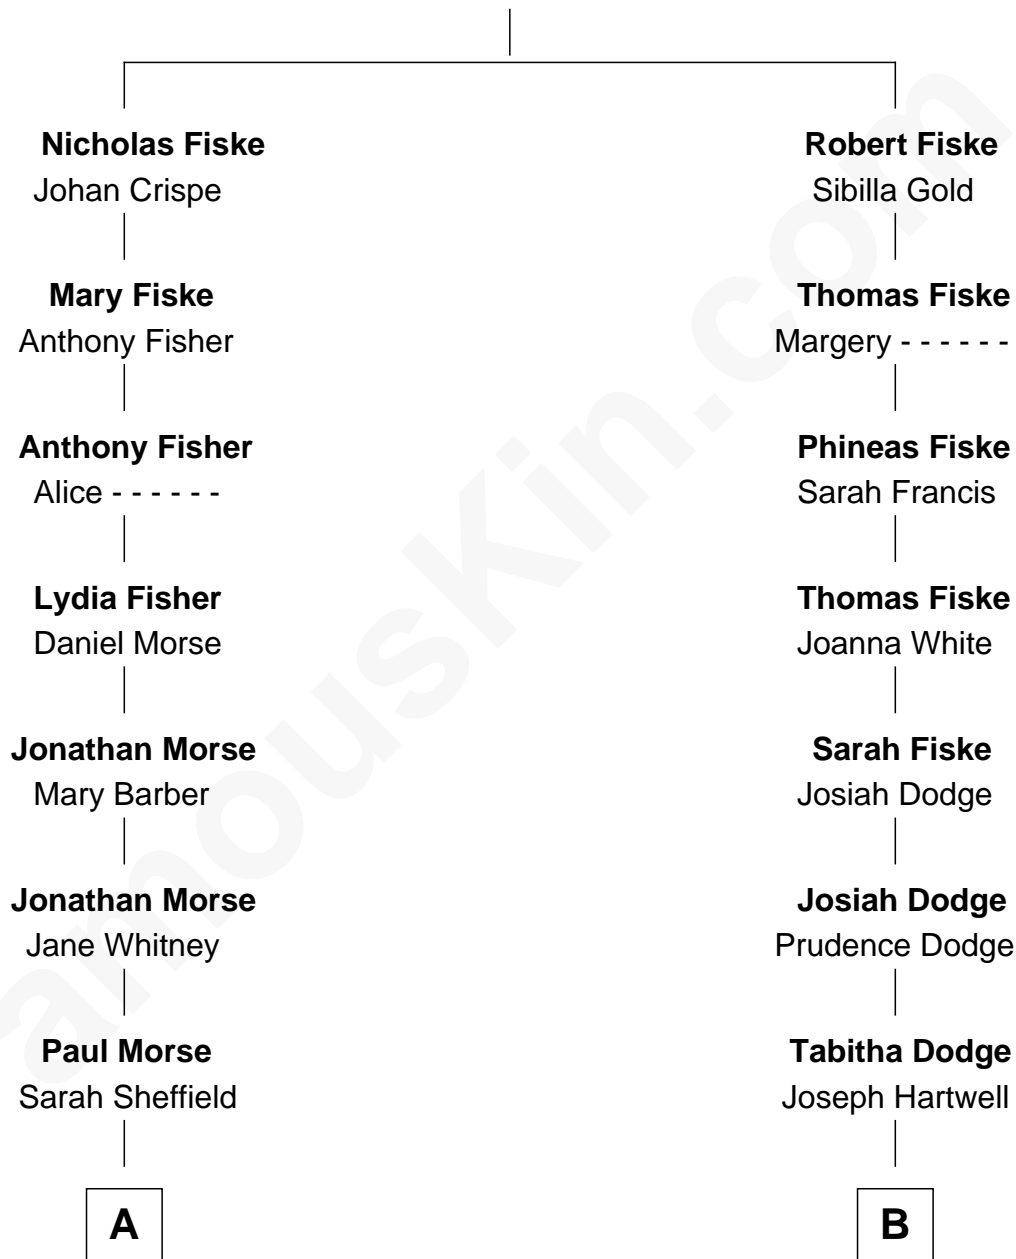 Nicholas Fiske
Johan Crispe
Mary Fiske
Anthony Fisher
Anthony Fisher
Alice - - - - - -
Lydia Fisher
Daniel Morse
Jonathan Morse
Mary Barber
Jonathan Morse
Jane Whitney
Paul Morse
Sarah Sheffield
A
Robert Fiske
Sibilla Gold
Thomas Fiske
Margery - - - - - -
Phineas Fiske
Sarah Francis
Thomas Fiske
Joanna White
Sarah Fiske
Josiah Dodge
Josiah Dodge
Prudence Dodge
Tabitha Dodge
Joseph Hartwell
B
amouskin.com